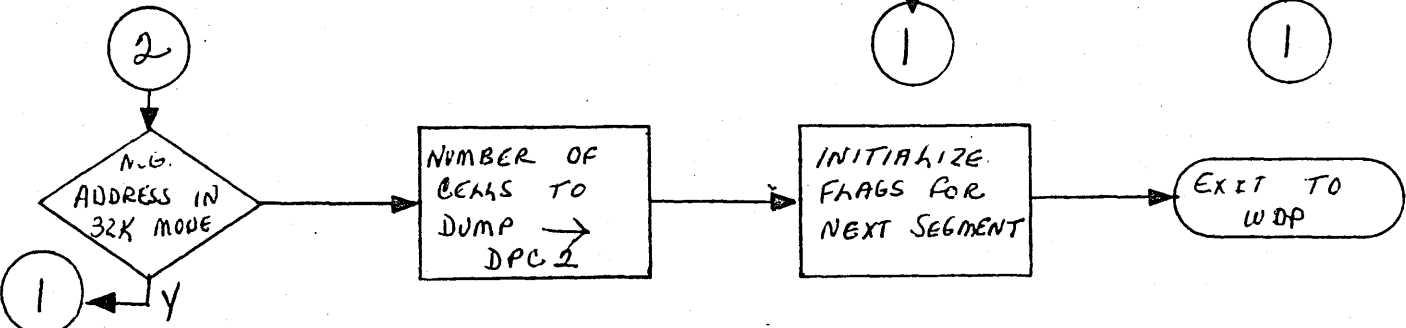 2
1
1
N.G.
ADDRESS IN
32K MODE
NUMBER OF
CELLS TO
DUMP →
DPC 2
INITIALIZE
FLAGS FOR
NEXT SEGMENT
EXIT TO
WDP
1
Y